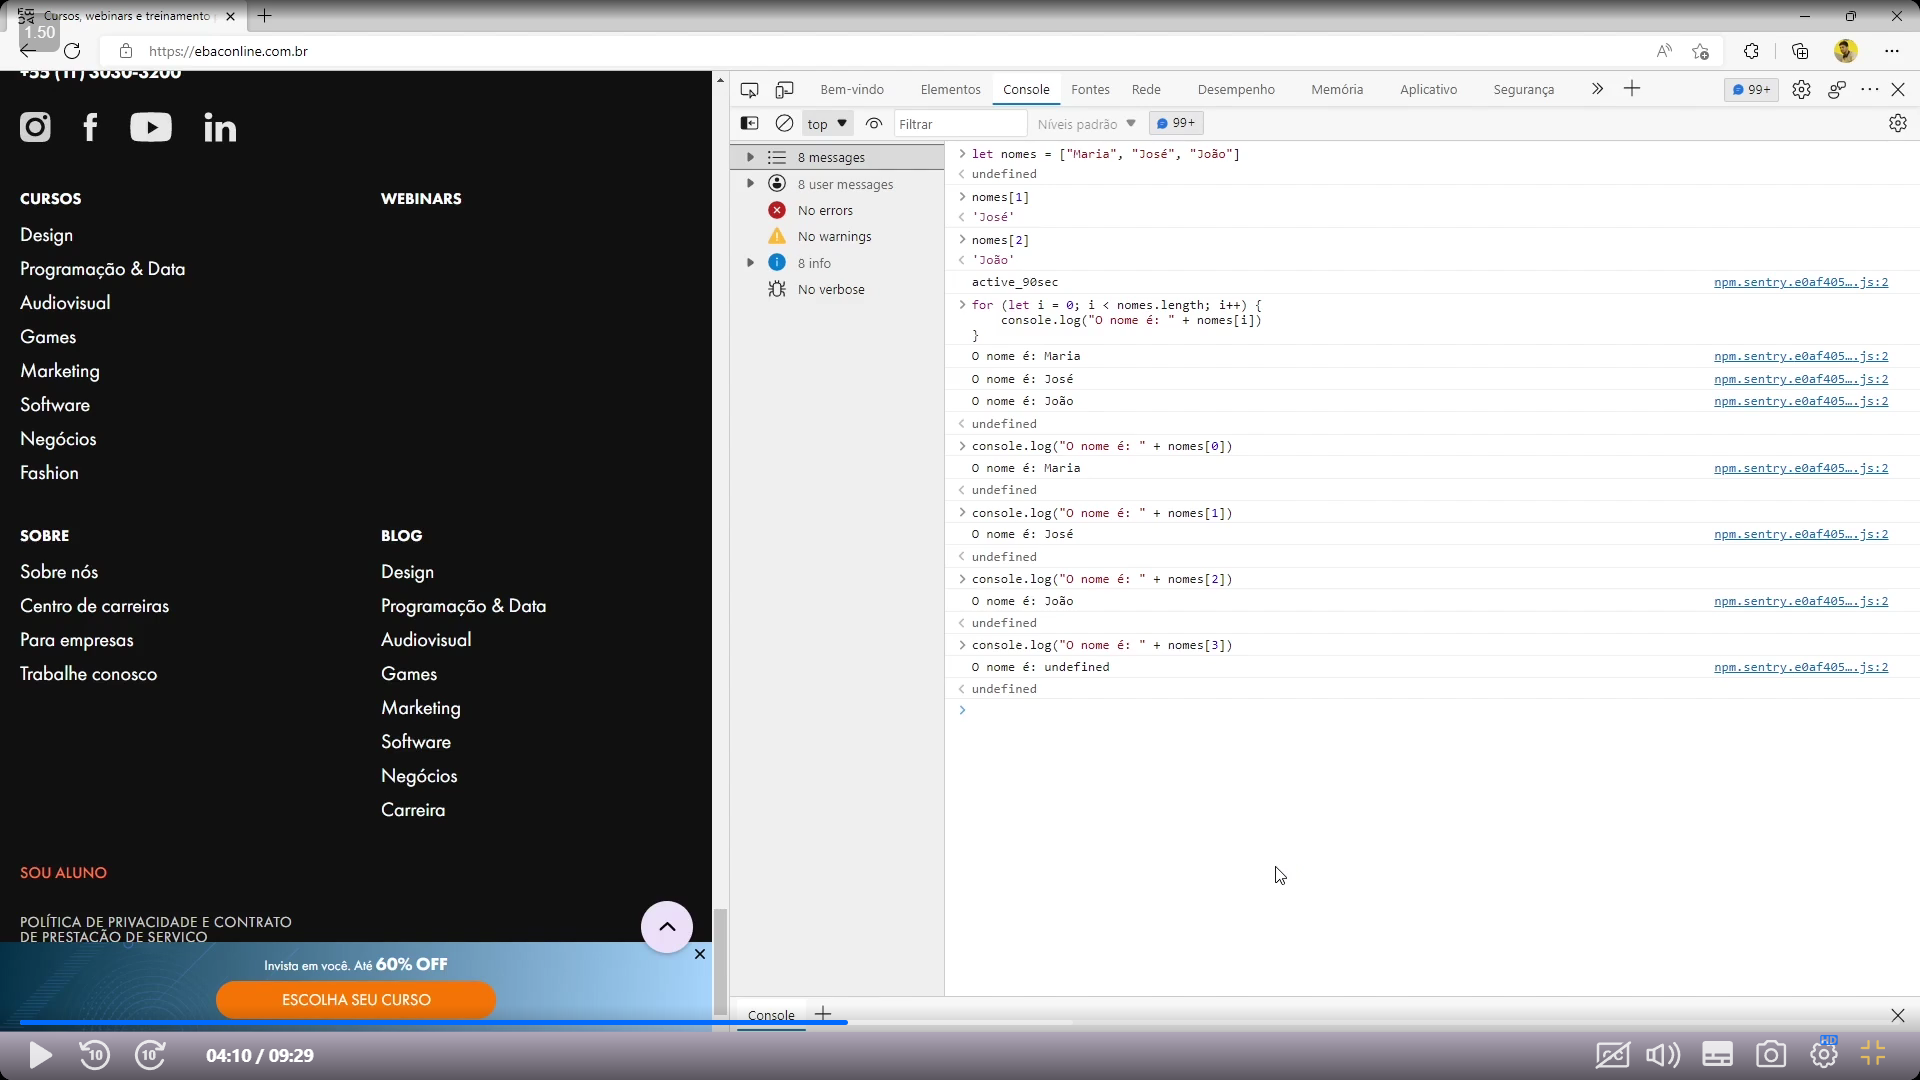 Cursos, webinars e treinamento
1.50
https://ebaconline.com.br
+55 (11) 3030-3200
CURSOS
Design
Programação & Data
Audiovisual
Games
Marketing
Software
Negócios
Fashion
WEBINARS
SOBRE
Sobre nós
Centro de carreiras
Para empresas
Trabalhe conosco
BLOG
Design
Programação & Data
Audiovisual
Games
Marketing
Software
Negócios
Carreira
SOU ALUNO
POLÍTICA DE PRIVACIDADE E CONTRATO
DE PRESTAÇÃO DE SERVIÇO
Invista em você. Até 60% OFF
ESCOLHA SEU CURSO
Bem-vindo Elementos Console Fontes Rede Desempenho Memória Aplicativo Segurança 99+
top Filtrar Níveis padrão 99+
8 messages
8 user messages
No errors
No warnings
8 info
No verbose
> let nomes = ["Maria", "José", "João"]
< undefined
> nomes[1]
< 'José'
> nomes[2]
< 'João'
active_90sec npm.sentry.e0af405….js:2
> for (let i = 0; i < nomes.length; i++) {
console.log("O nome é: " + nomes[i])
}
O nome é: Maria npm.sentry.e0af405….js:2
O nome é: José npm.sentry.e0af405….js:2
O nome é: João npm.sentry.e0af405….js:2
< undefined
> console.log("O nome é: " + nomes[0])
O nome é: Maria npm.sentry.e0af405….js:2
< undefined
> console.log("O nome é: " + nomes[1])
O nome é: José npm.sentry.e0af405….js:2
< undefined
> console.log("O nome é: " + nomes[2])
O nome é: João npm.sentry.e0af405….js:2
< undefined
> console.log("O nome é: " + nomes[3])
O nome é: undefined npm.sentry.e0af405….js:2
< undefined
>
Console
10 10 04:10 / 09:29 HD